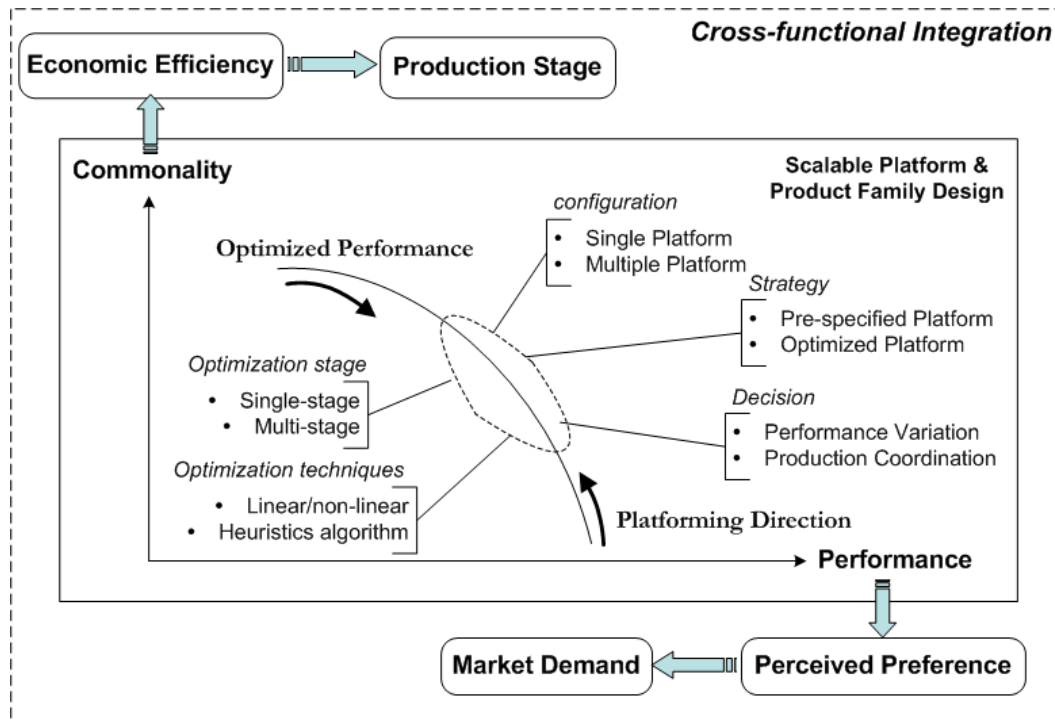 Cross-functional Integration
Economic Efficiency
Production Stage
Commonality
Scalable Platform &
Product Family Design
configuration
• Single Platform
• Multiple Platform
Optimized Performance
Strategy
• Pre-specified Platform
• Optimized Platform
Optimization stage
• Single-stage
• Multi-stage
Decision
• Performance Variation
• Production Coordination
Optimization techniques
• Linear/non-linear
• Heuristics algorithm
Platforming Direction
Performance
Market Demand
Perceived Preference